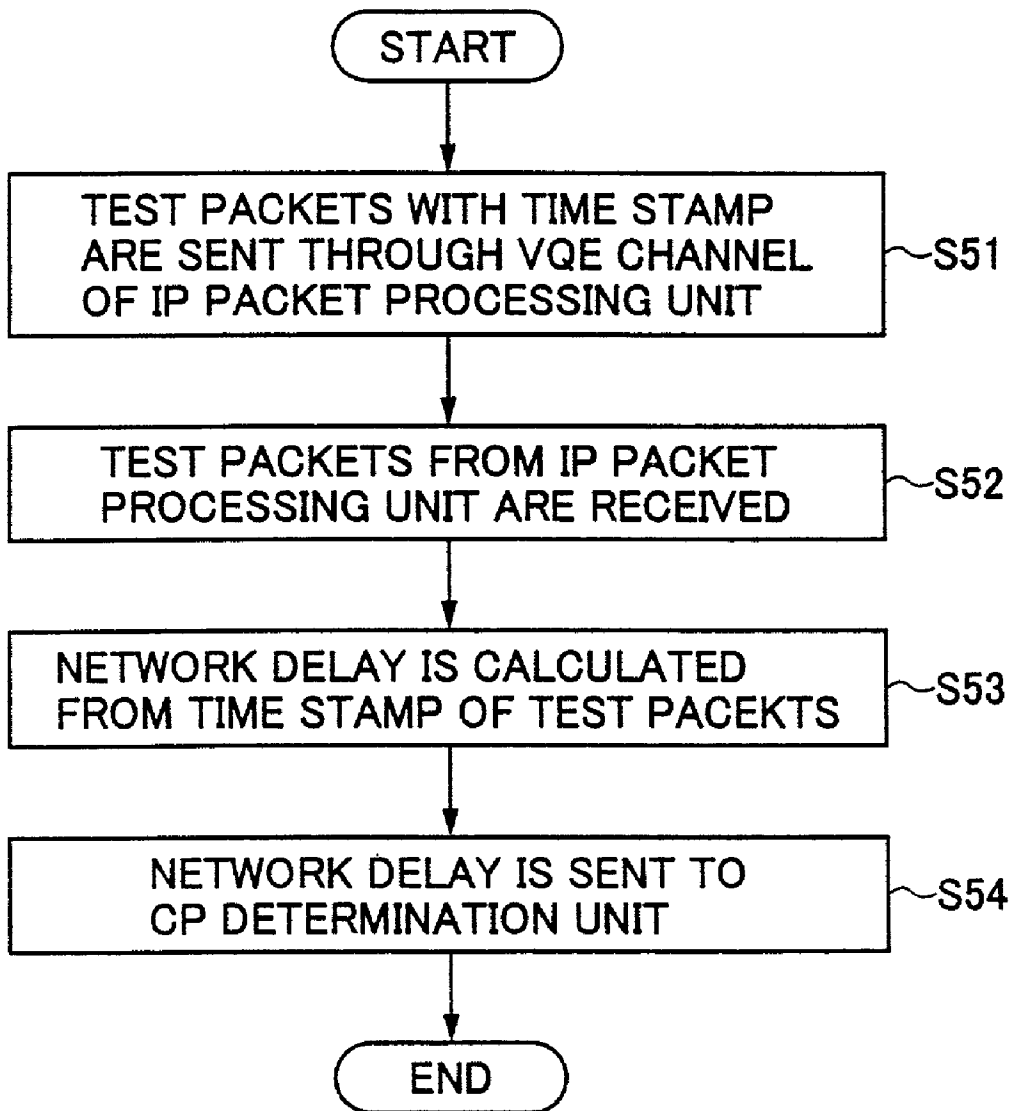 START
TEST PACKETS WITH TIME STAMP
ARE SENT THROUGH VQE CHANNEL
OF IP PACKET PROCESSING UNIT
S51
TEST PACKETS FROM IP PACKET
PROCESSING UNIT ARE RECEIVED
S52
NETWORK DELAY IS CALCULATED
FROM TIME STAMP OF TEST PACEKTS
S53
NETWORK DELAY IS SENT TO
CP DETERMINATION UNIT
S54
END